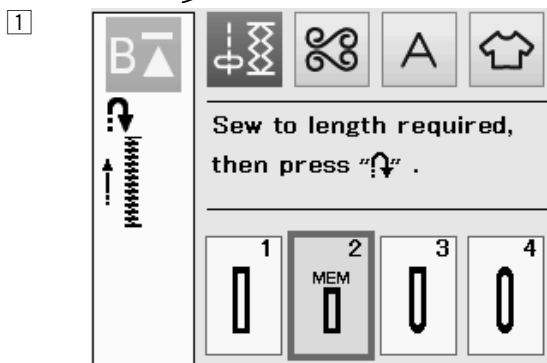 1
B A
Sew to length required,
then press “ ” .
1 2 3 4
MEM